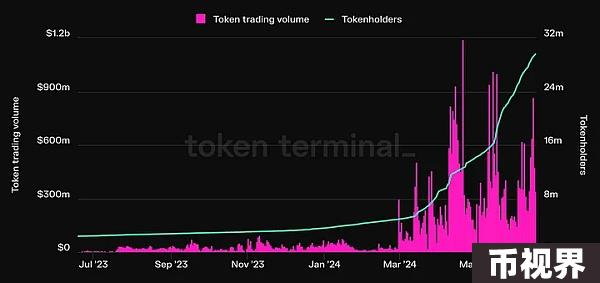 Token trading volume
Tokenholders
$1.2b
$900m
$600m
$300m
$0
32m
24m
16m
8m
Token trading volume
Tokenholders
token terminal_
Jul '23
Sep '23
Nov '23
Jan '24
Mar '24
币视界